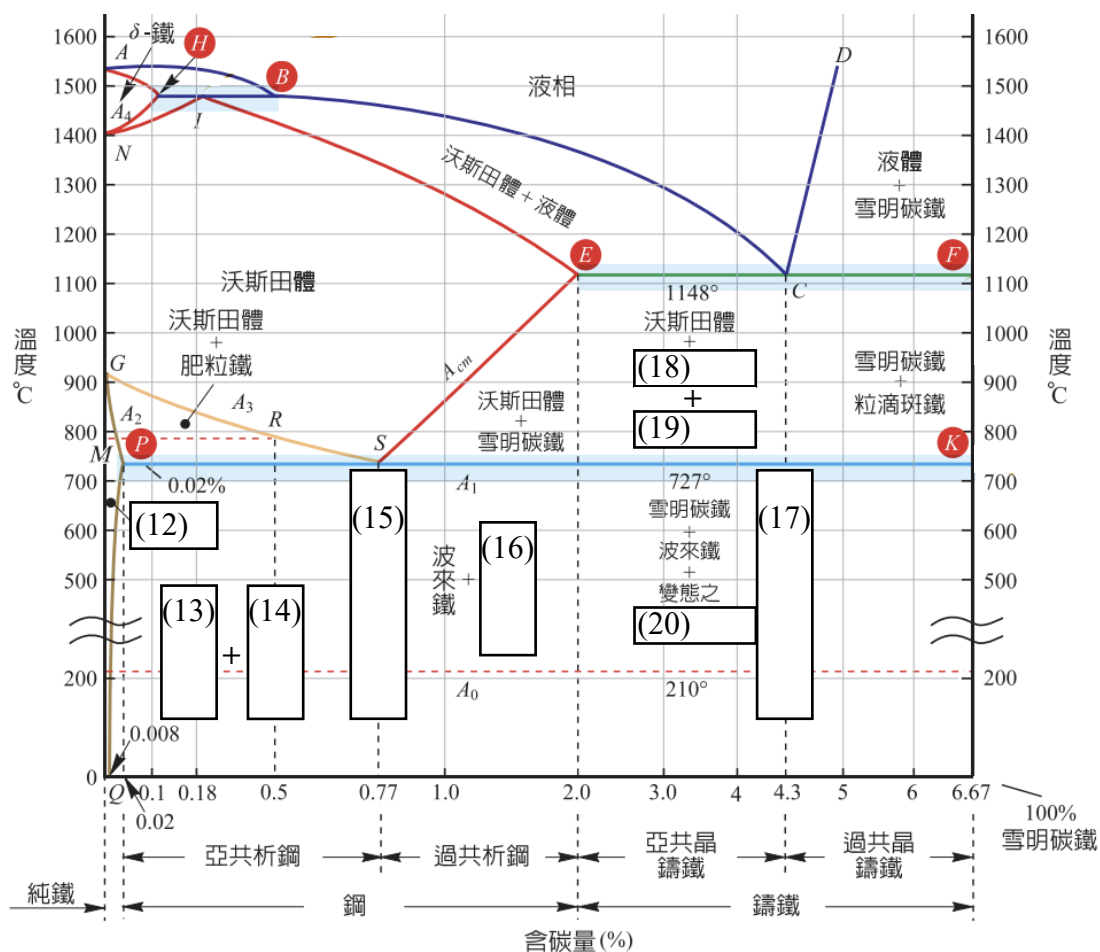 1600
1500
1400
1300
1200
1100
1000
900
800
700
600
500
200
0
溫度
℃
1600
1500
1400
1300
1200
1100
1000
900
800
700
600
500
200
溫度
℃
A
δ-鐵
H
B
D
A4
I
N
液相
沃斯田體+液體
液體
+
雪明碳鐵
E
F
1148°
C
沃斯田體
沃斯田體
+
肥粒鐵
G
A2
A3
R
Acm
S
M
P
K
沃斯田體
+
雪明碳鐵
沃斯田體
+
(18)
+
(19)
雪明碳鐵
+
粒滴斑鐵
0.02%
A1
727°
(12)
(13)
+
(14)
(15)
波來鐵
+
(16)
雪明碳鐵
+
波來鐵
+
變態之
(20)
(17)
A0
210°
0.008
Q
0.1
0.18
0.5
0.77
1.0
2.0
3.0
4
4.3
5
6
6.67
0.02
100%
雪明碳鐵
亞共析鋼
過共析鋼
亞共晶
鑄鐵
過共晶
鑄鐵
純鐵
鋼
鑄鐵
含碳量(%)